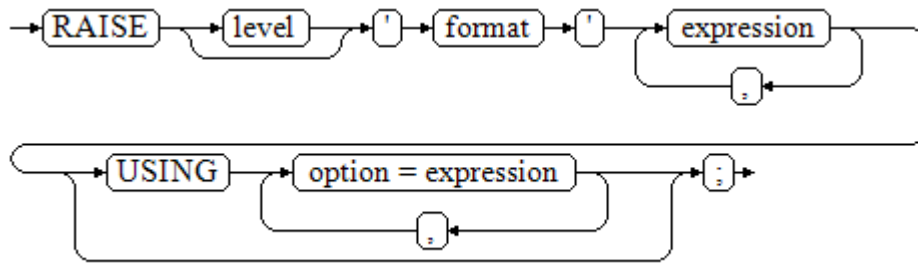 RAISE level ' format ' expression
,
USING option = expression ;
,